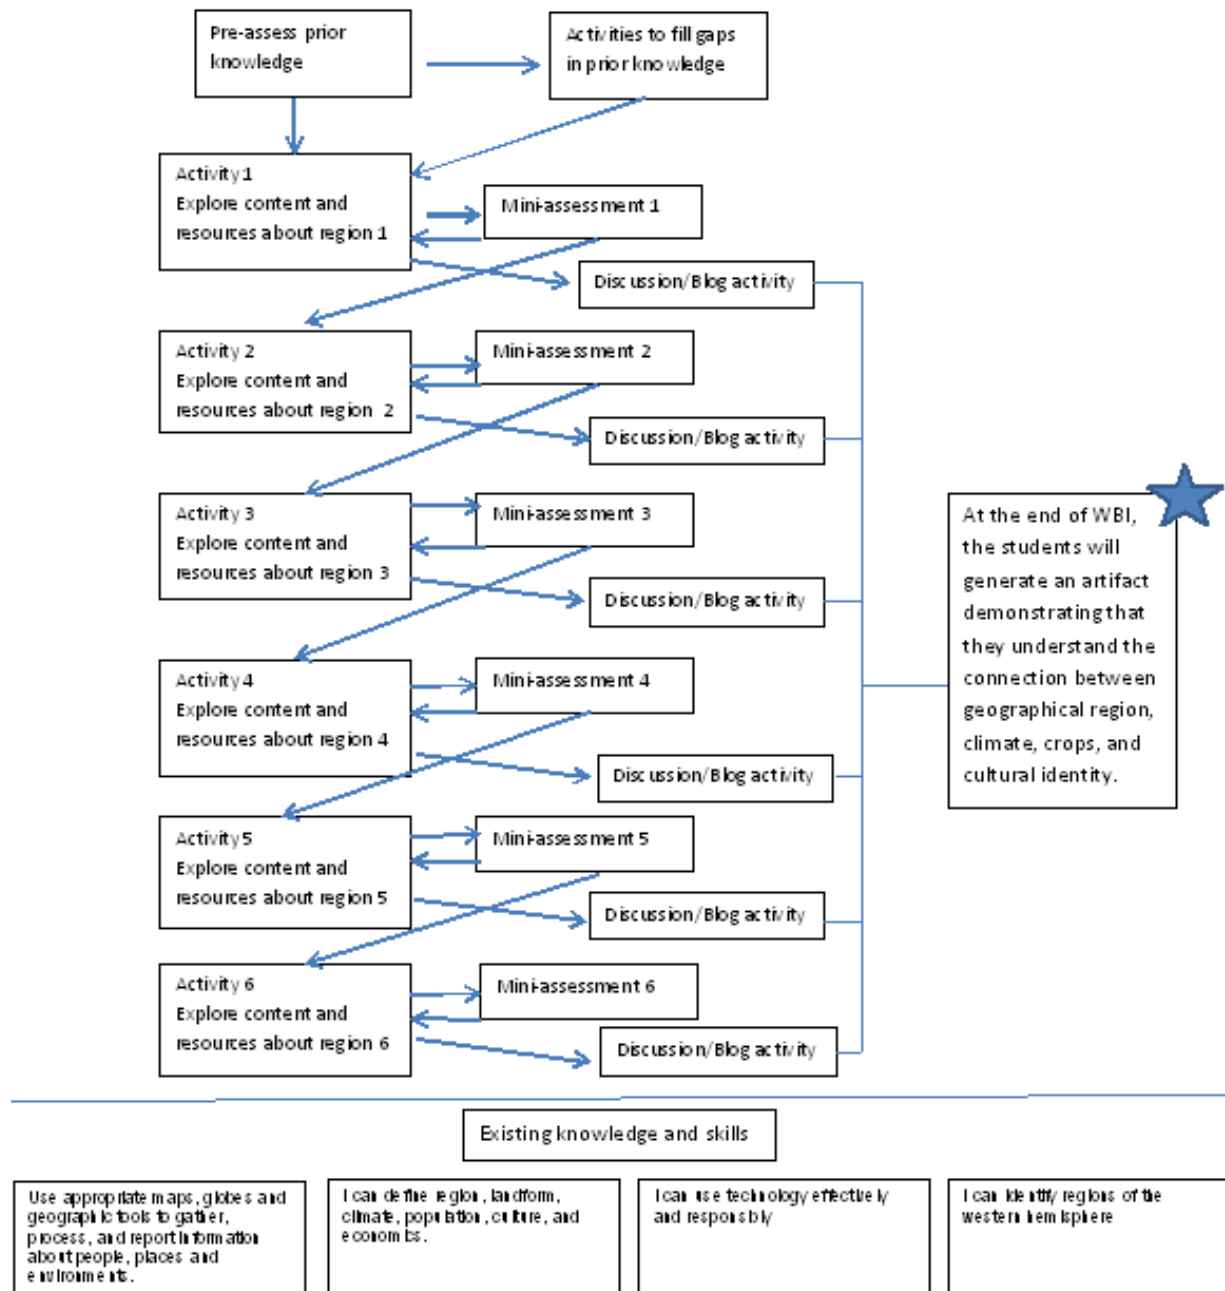 Pre-assess prior
knowledge
Activities to fill gaps
in prior knowledge
Activity 1
Explore content and
resources about region 1
Mini-assessment 1
Discussion/Blog activity
Activity 2
Explore content and
resources about region 2
Mini-assessment 2
Discussion/Blog activity
Activity 3
Explore content and
resources about region 3
Mini-assessment 3
Discussion/Blog activity
At the end of WBI,
the students will
generate an artifact
demonstrating that
they understand the
connection between
geographical region,
climate, crops, and
cultural identity.
Activity 4
Explore content and
resources about region 4
Mini-assessment 4
Discussion/Blog activity
Activity 5
Explore content and
resources about region 5
Mini-assessment 5
Discussion/Blog activity
Activity 6
Explore content and
resources about region 6
Mini-assessment 6
Discussion/Blog activity
Existing knowledge and skills
Use appropriate maps, globes and
geographic tools to gather,
process, and report information
about people, places and
environments.
I can define region, landform,
climate, population, culture, and
economics.
I can use technology effectively
and responsibly
I can identify regions of the
western hemisphere